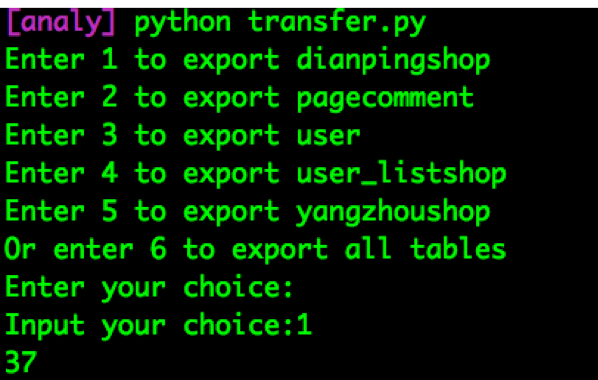 [analy] python transfer.py
Enter 1 to export dianpingshop
Enter 2 to export pagecomment
Enter 3 to export user
Enter 4 to export user_listshop
Enter 5 to export yangzhoushop
Or enter 6 to export all tables
Enter your choice:
Input your choice:1
37